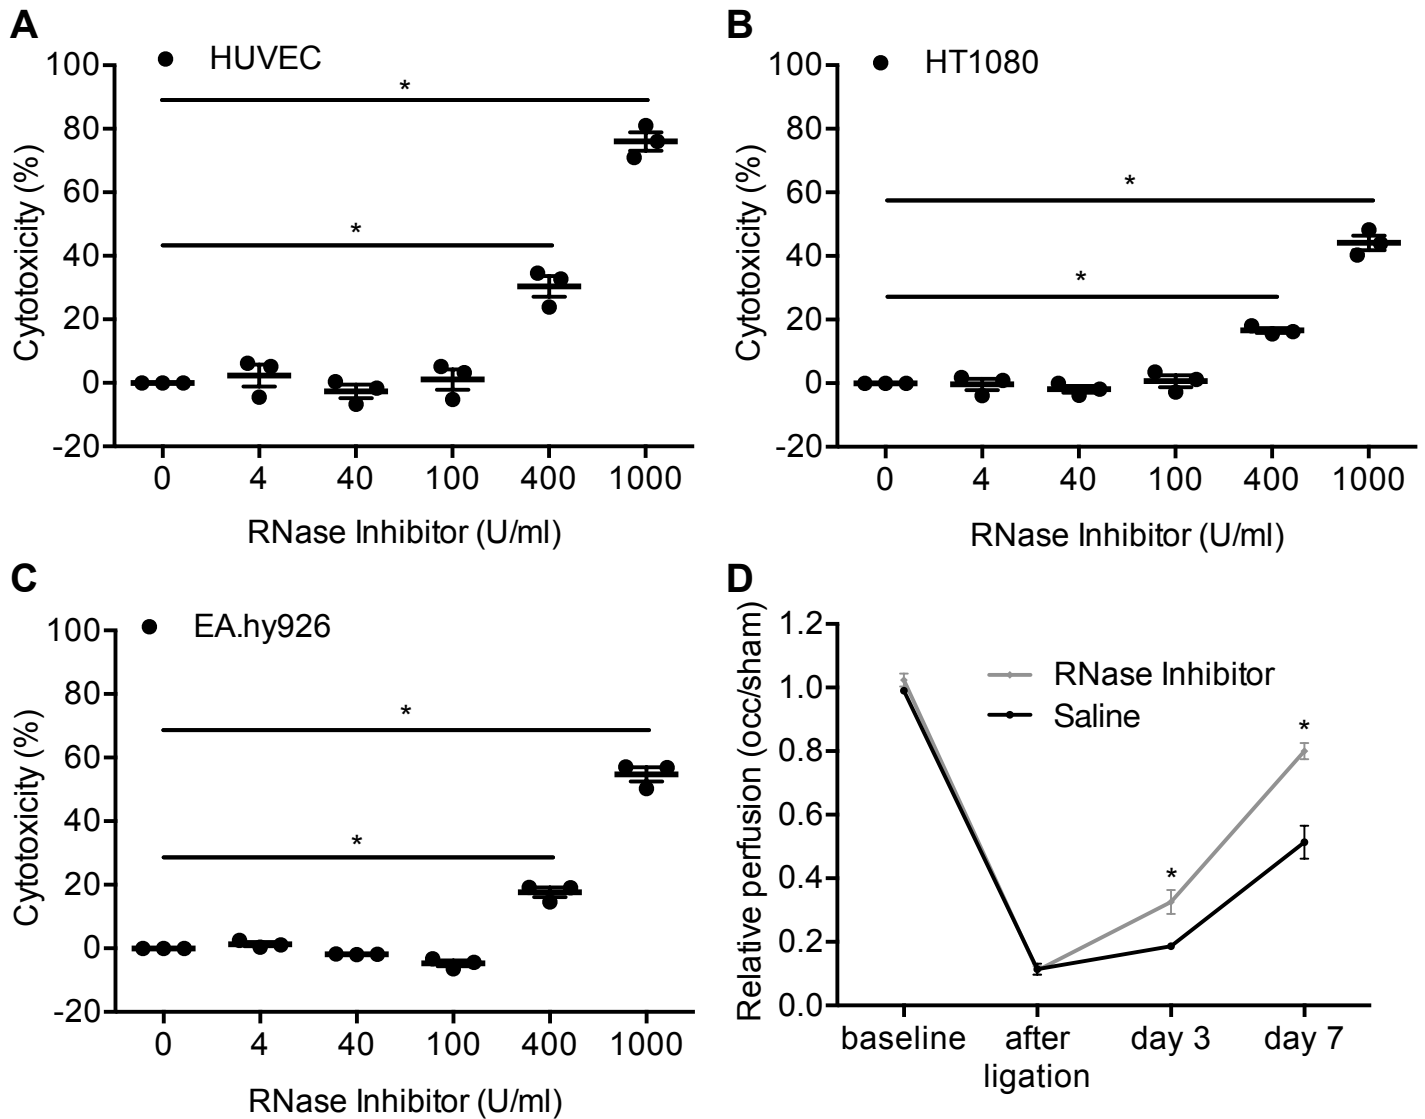 A
HUVEC
100
80
60
40
20
0
-20
Cytotoxicity (%)
*
*
0 4 40 100 400 1000
RNase Inhibitor (U/ml)
B
HT1080
100
80
60
40
20
0
-20
Cytotoxicity (%)
*
*
0 4 40 100 400 1000
RNase Inhibitor (U/ml)
C
EA.hy926
100
80
60
40
20
0
-20
Cytotoxicity (%)
*
*
0 4 40 100 400 1000
RNase Inhibitor (U/ml)
D
1.2
1.0
0.8
0.6
0.4
0.2
0.0
Relative perfusion (occ/sham)
RNase Inhibitor
Saline
*
*
baseline after day 3 day 7
ligation